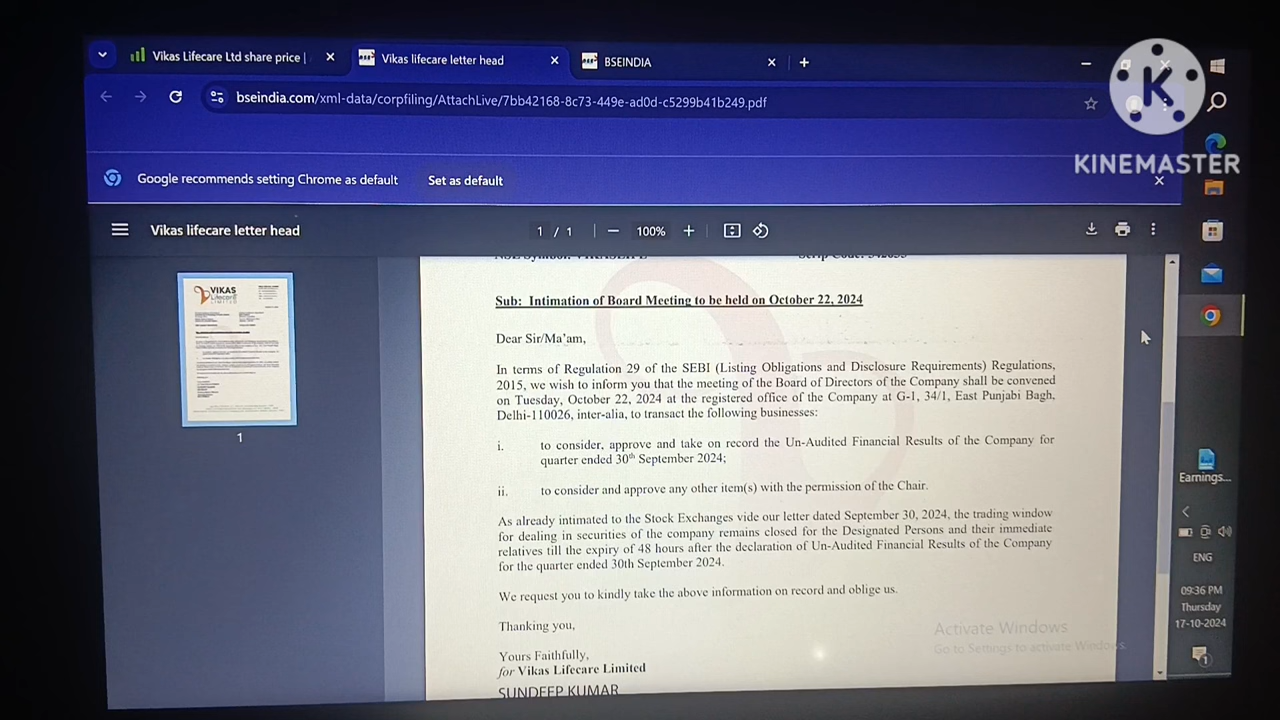 Vikas Lifecare Ltd share price |
Vikas lifecare letter head
BSEINDIA
bseindia.com/xml-data/corpfiling/AttachLive/7bb42168-8c73-449e-ad0d-c5299b41b249.pdf
K
KINEMASTER
Google recommends setting Chrome as default
Set as default
Vikas lifecare letter head
1 / 1
100%
VIKAS
Lifecare
LIMITED
1
Sub: Intimation of Board Meeting to be held on October 22, 2024
Dear Sir/Ma'am,
In terms of Regulation 29 of the SEBI (Listing Obligations and Disclosure Requirements) Regulations,
2015, we wish to inform you that the meeting of the Board of Directors of the Company shall be convened
on Tuesday, October 22, 2024 at the registered office of the Company at G-1, 34/1, East Punjabi Bagh,
Delhi-110026, inter-alia, to transact the following businesses:
i. to consider, approve and take on record the Un-Audited Financial Results of the Company for
quarter ended 30th September 2024;
ii. to consider and approve any other item(s) with the permission of the Chair.
As already intimated to the Stock Exchanges vide our letter dated September 30, 2024, the trading window
for dealing in securities of the company remains closed for the Designated Persons and their immediate
relatives till the expiry of 48 hours after the declaration of Un-Audited Financial Results of the Company
for the quarter ended 30th September 2024.
We request you to kindly take the above information on record and oblige us.
Thanking you,
Yours Faithfully,
for Vikas Lifecare Limited
SUNDEEP KUMAR
Activate Windows
Go to Settings to activate Windows.
Earnings...
ENG
09:36 PM
Thursday
17-10-2024
1